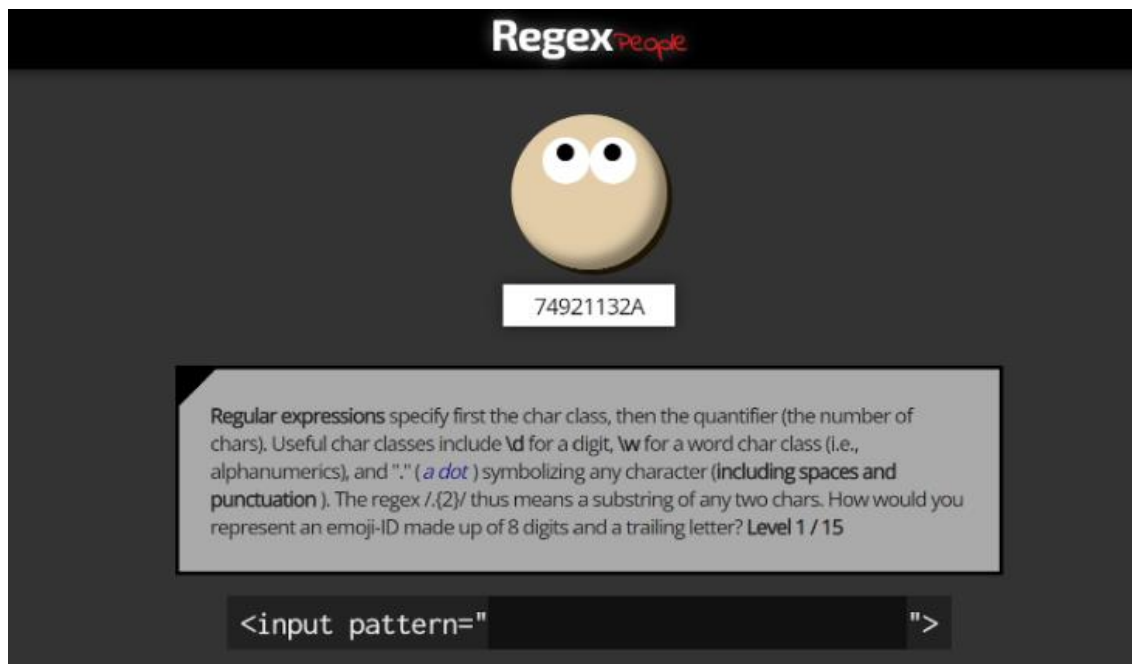 Regex People
74921132A
Regular expressions specify first the char class, then the quantifier (the number of
chars). Useful char classes include \d for a digit, \w for a word char class (i.e.,
alphanumerics), and "." ( a dot ) symbolizing any character (including spaces and
punctuation ). The regex /.{2}/ thus means a substring of any two chars. How would you
represent an emoji-ID made up of 8 digits and a trailing letter? Level 1 / 15
<input pattern=" ">